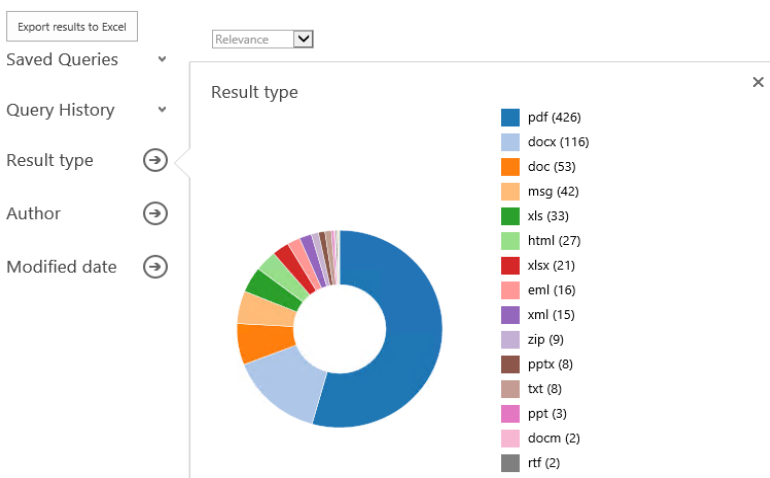 Export results to Excel
Relevance
Saved Queries
Query History
Result type
Author
Modified date
Result type
pdf (426)
docx (116)
doc (53)
msg (42)
xls (33)
html (27)
xlsx (21)
eml (16)
xml (15)
zip (9)
pptx (8)
txt (8)
ppt (3)
docm (2)
rtf (2)